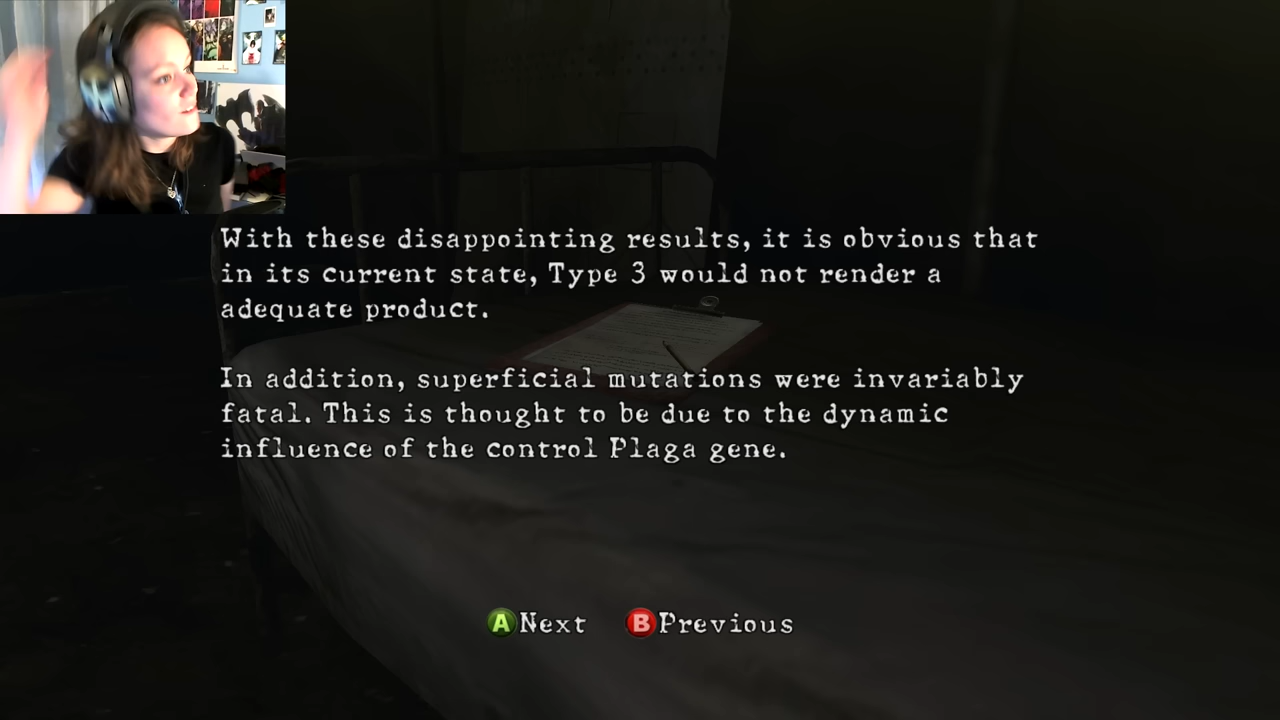 With these disappointing results, it is obvious that
in its current state, Type 3 would not render a
adequate product.
In addition, superficial mutations were invariably
fatal. This is thought to be due to the dynamic
influence of the control Plaga gene.
A Next B Previous